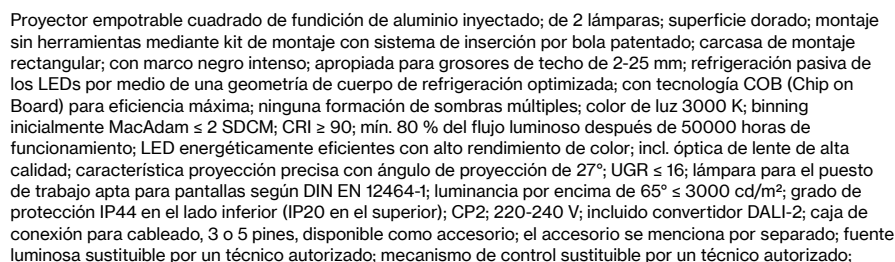 Proyector empotrable cuadrado de fundición de aluminio inyectado; de 2 lámparas; superficie dorado; montaje
sin herramientas mediante kit de montaje con sistema de inserción por bola patentado; carcasa de montaje
rectangular; con marco negro intenso; apropiada para grosores de techo de 2-25 mm; refrigeración pasiva de
los LEDs por medio de una geometría de cuerpo de refrigeración optimizada; con tecnología COB (Chip on
Board) para eficiencia máxima; ninguna formación de sombras múltiples; color de luz 3000 K; binning
inicialmente MacAdam ≤ 2 SDCM; CRI ≥ 90; mín. 80 % del flujo luminoso después de 50000 horas de
funcionamiento; LED energéticamente eficientes con alto rendimiento de color; incl. óptica de lente de alta
calidad; característica proyección precisa con ángulo de proyección de 27°; UGR ≤ 16; lámpara para el puesto
de trabajo apta para pantallas según DIN EN 12464-1; luminancia por encima de 65° ≤ 3000 cd/m²; grado de
protección IP44 en el lado inferior (IP20 en el superior); CP2; 220-240 V; incluido convertidor DALI-2; caja de
conexión para cableado, 3 o 5 pines, disponible como accesorio; el accesorio se menciona por separado; fuente
luminosa sustituible por un técnico autorizado; mecanismo de control sustituible por un técnico autorizado;